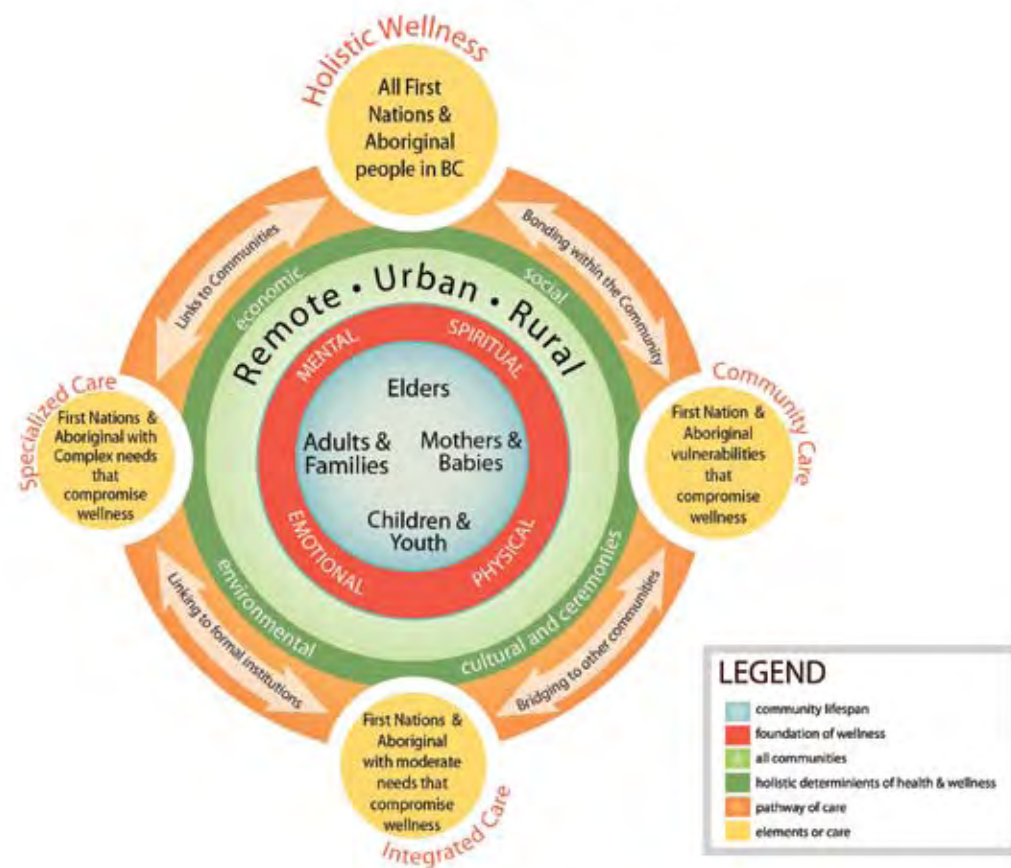 Holistic Wellness
All First
Nations &
Aboriginal
people in BC
Links to Communities
Bonding within the Community
economic
social
Remote • Urban • Rural
MENTAL
SPIRITUAL
Elders
Adults &
Families
Mothers &
Babies
Children &
Youth
EMOTIONAL
PHYSICAL
environmental
cultural and ceremonies
Specialized Care
First Nations &
Aboriginal with
Complex needs
that
compromise
wellness
Community Care
First Nation &
Aboriginal
vulnerabilities
that
compromise
wellness
Linking to formal institutions
Bridging to other communities
First Nations &
Aboriginal
with moderate
needs that
compromise
wellness
Integrated Care
LEGEND
community lifespan
foundation of wellness
all communities
holistic determinients of health & wellness
pathway of care
elements or care